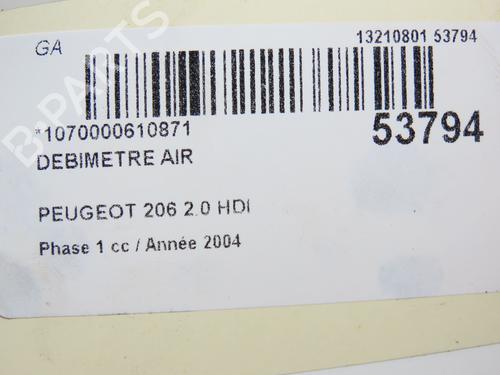 GA
13210801 53794
*1070000610871
53794
DEBIMETRE AIR
PEUGEOT 206 2.0 HDI
Phase 1 cc / Année 2004
B-PARTS